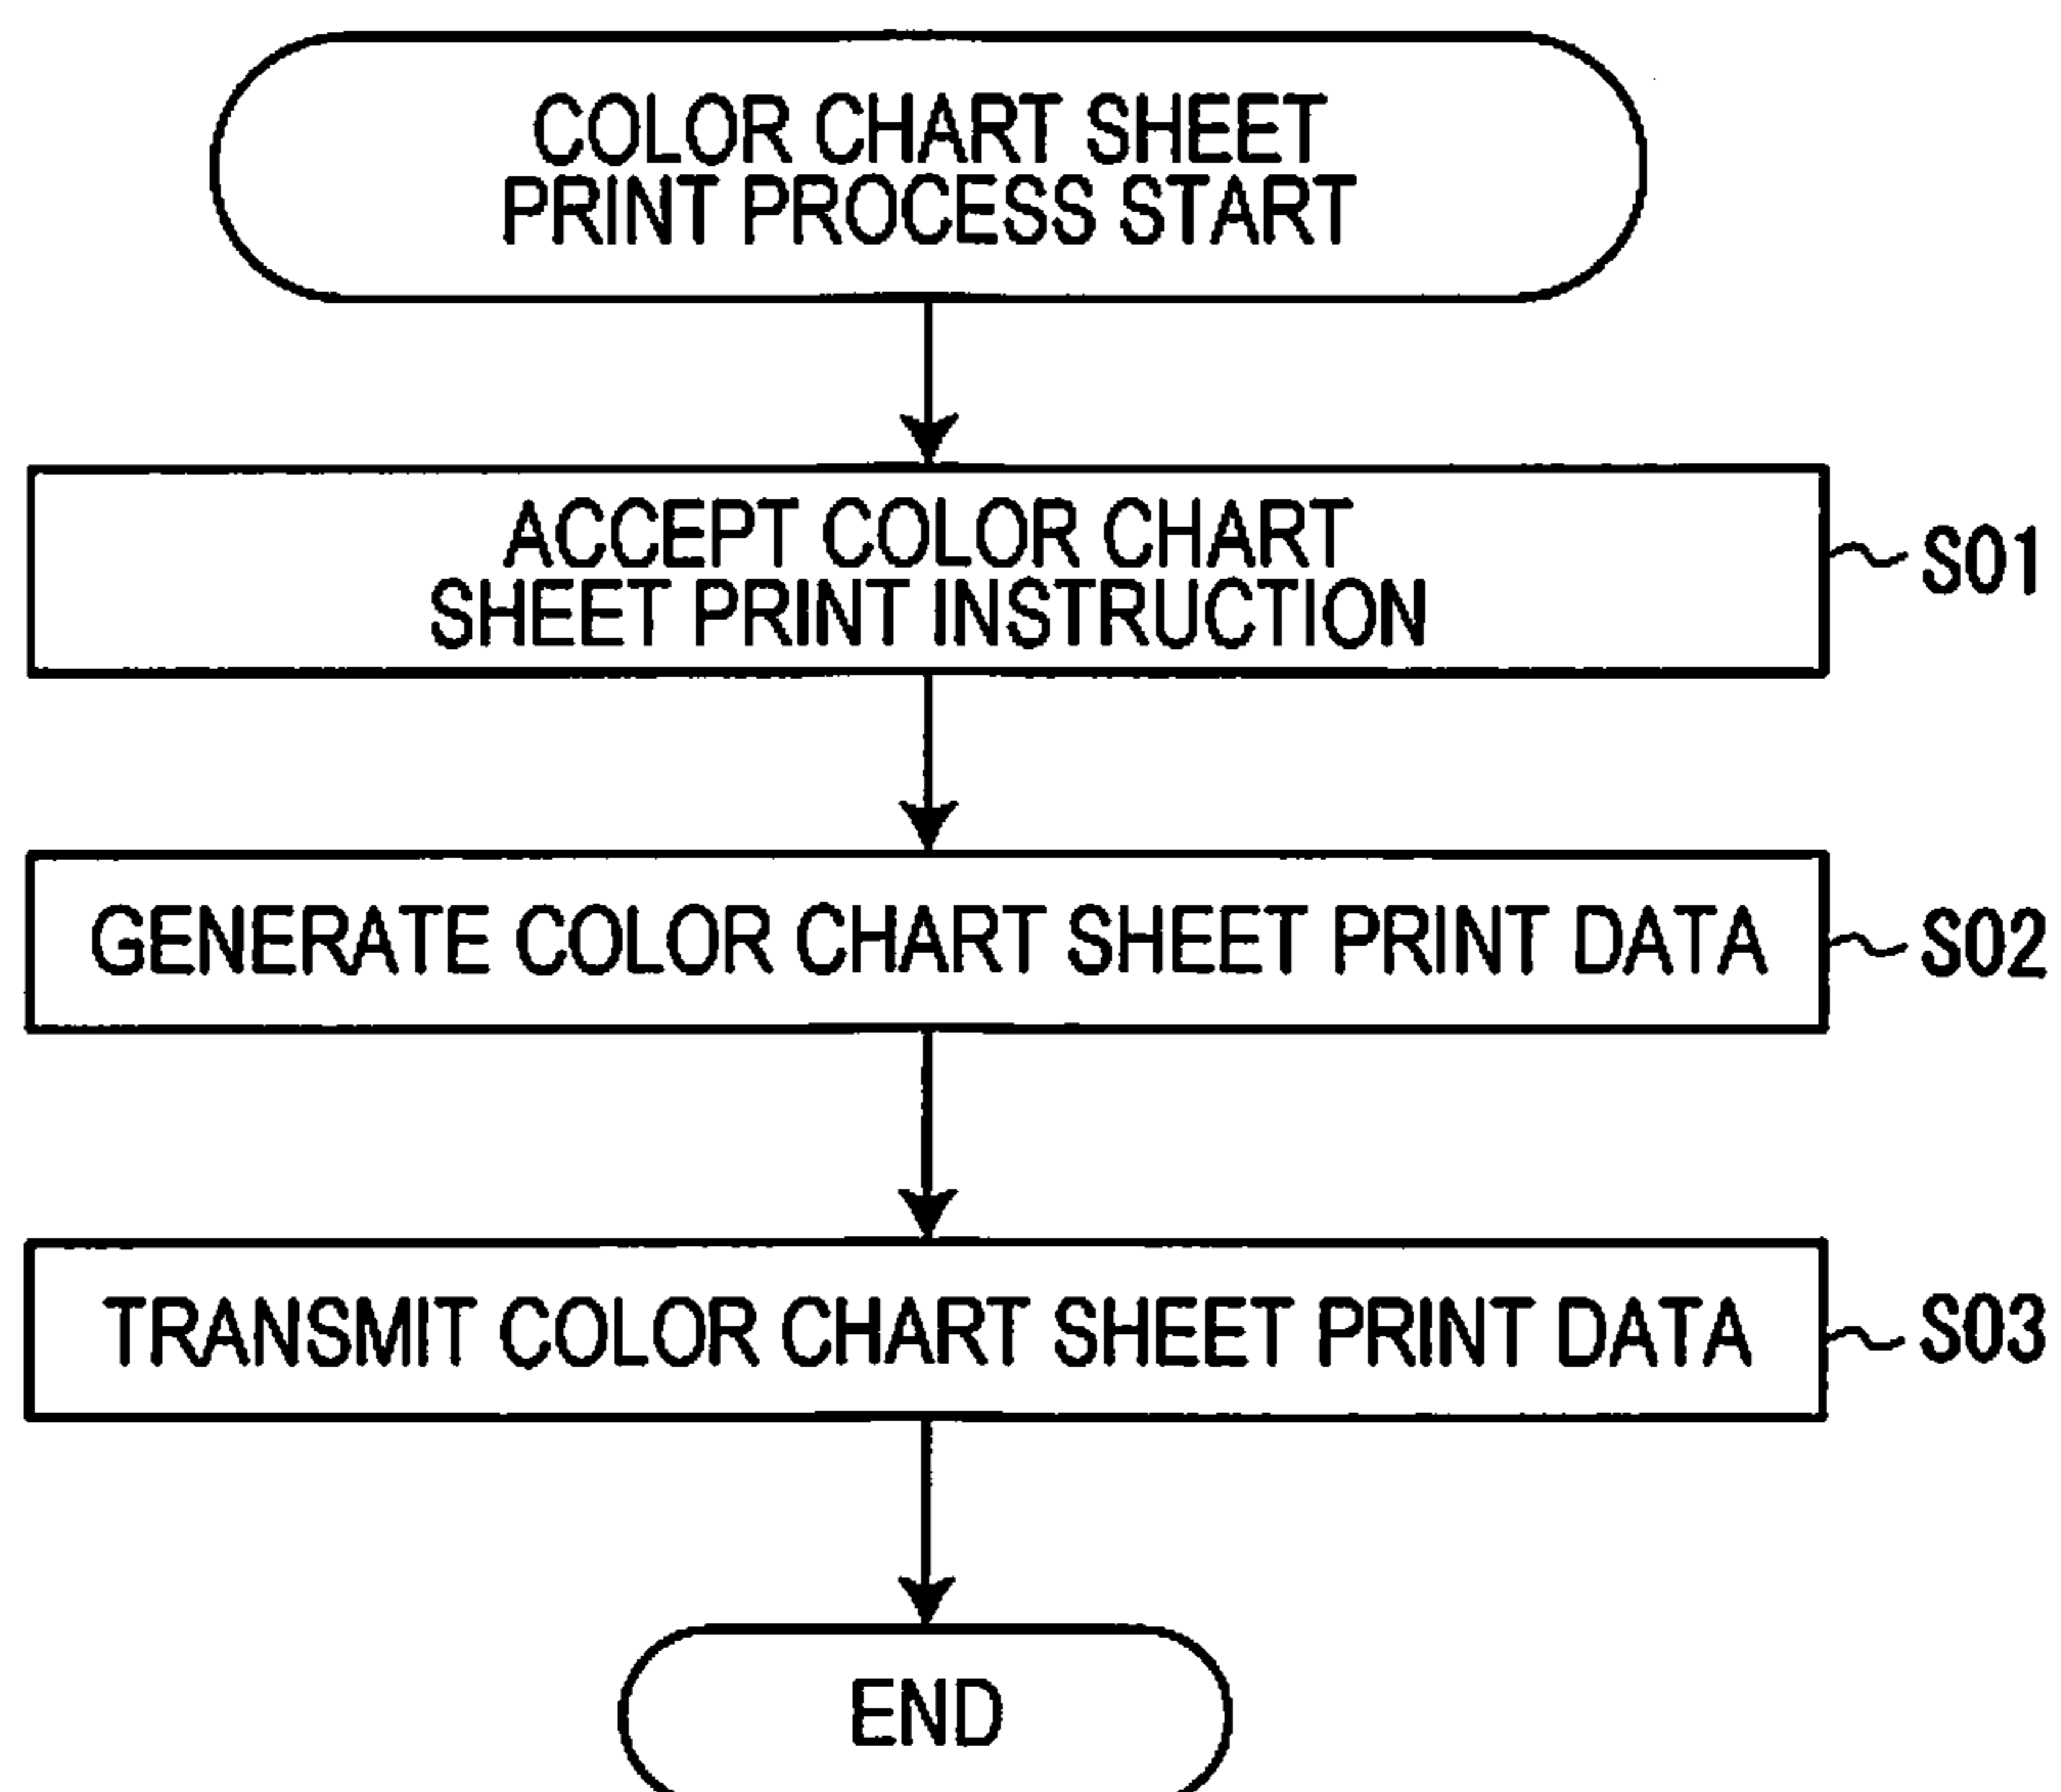 COLOR CHART SHEET
PRINT PROCESS START
ACCEPT COLOR CHART
SHEET PRINT INSTRUCTION
S01
GENERATE COLOR CHART SHEET PRINT DATA
S02
TRANSMIT COLOR CHART SHEET PRINT DATA
S03
END